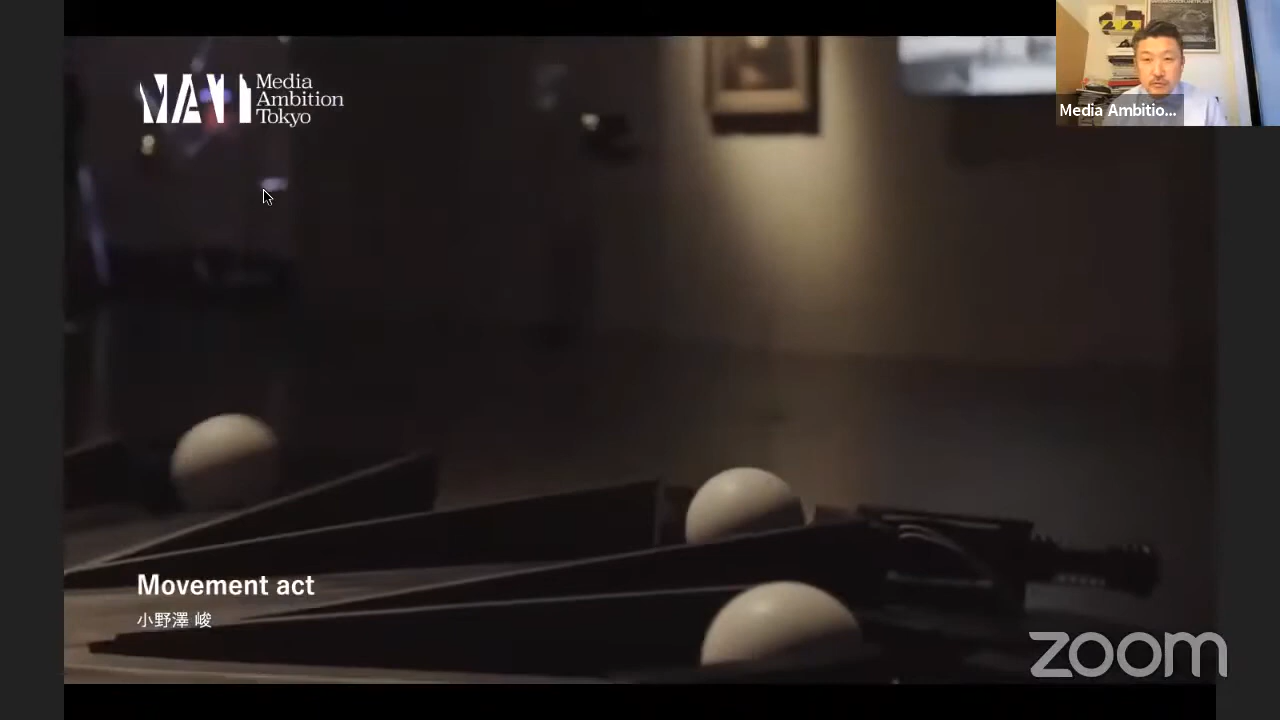 MAT
Media
Ambition
Tokyo
Media Ambitio...
Movement act
小野澤 峻
zoom